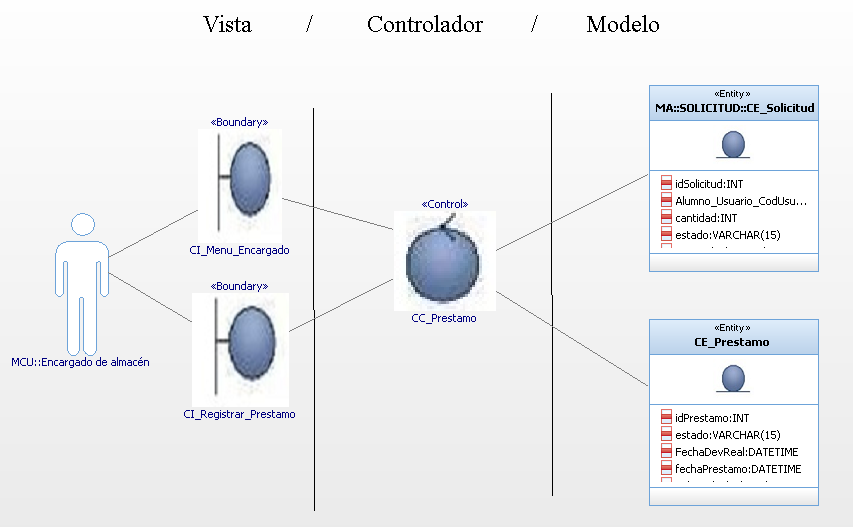 Vista / Controlador / Modelo
«Boundary»
CI_Menu_Encargado
«Boundary»
CI_Registrar_Prestamo
MCU::Encargado de almacén
«Control»
CC_Prestamo
«Entity»
MA::SOLICITUD::CE_Solicitud
idSolicitud:INT
Alumno_Usuario_CodUsu...
cantidad:INT
estado:VARCHAR(15)
«Entity»
CE_Prestamo
idPrestamo:INT
estado:VARCHAR(15)
FechaDevReal:DATETIME
fechaPrestamo:DATETIME